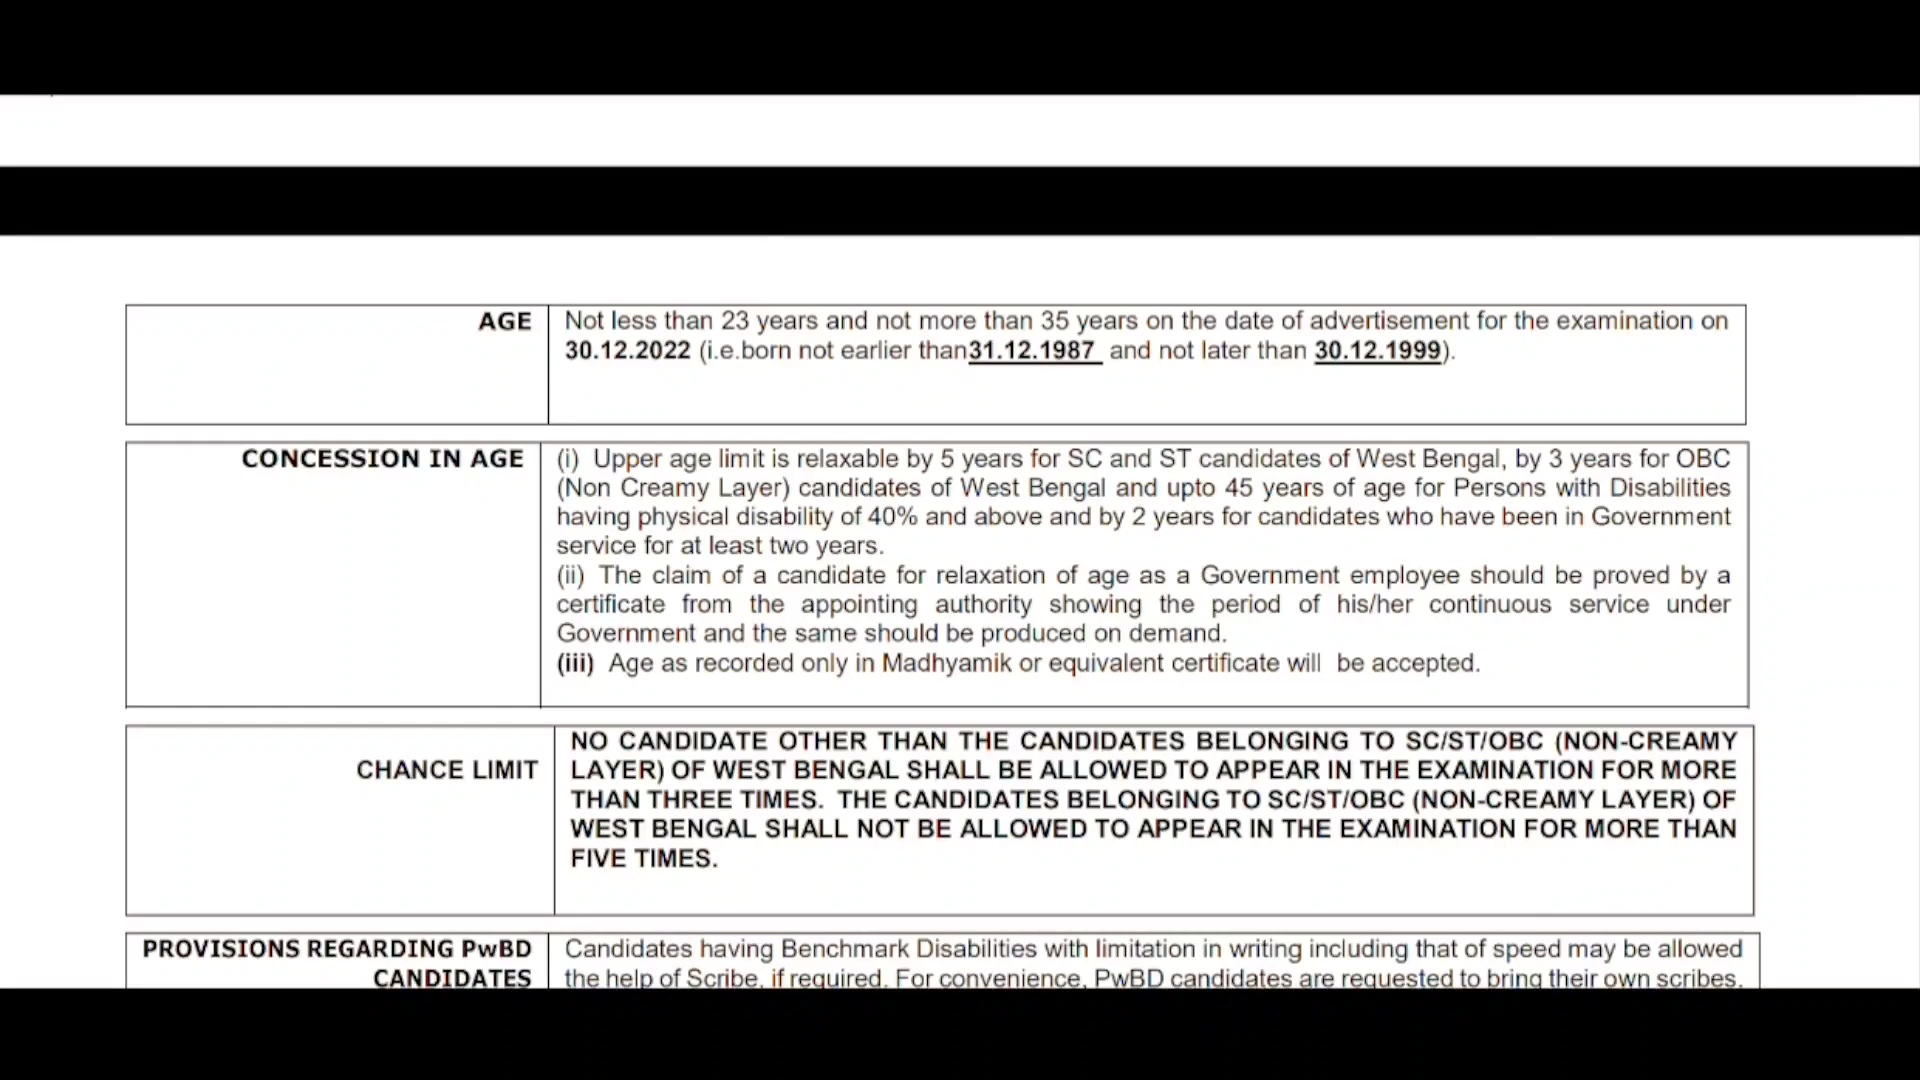 AGE
Not less than 23 years and not more than 35 years on the date of advertisement for the examination on
30.12.2022 (i.e.born not earlier than31.12.1987  and not later than 30.12.1999).
CONCESSION IN AGE
(i)  Upper age limit is relaxable by 5 years for SC and ST candidates of West Bengal, by 3 years for OBC
(Non Creamy Layer) candidates of West Bengal and upto 45 years of age for Persons with Disabilities
having physical disability of 40% and above and by 2 years for candidates who have been in Government
service for at least two years.
(ii)  The claim of a candidate for relaxation of age as a Government employee should be proved by a
certificate from the appointing authority showing the period of his/her continuous service under
Government and the same should be produced on demand.
(iii)  Age as recorded only in Madhyamik or equivalent certificate will  be accepted.
CHANCE LIMIT
NO CANDIDATE OTHER THAN THE CANDIDATES BELONGING TO SC/ST/OBC (NON-CREAMY
LAYER) OF WEST BENGAL SHALL BE ALLOWED TO APPEAR IN THE EXAMINATION FOR MORE
THAN THREE TIMES.  THE CANDIDATES BELONGING TO SC/ST/OBC (NON-CREAMY LAYER) OF
WEST BENGAL SHALL NOT BE ALLOWED TO APPEAR IN THE EXAMINATION FOR MORE THAN
FIVE TIMES.
PROVISIONS REGARDING PwBD
CANDIDATES
Candidates having Benchmark Disabilities with limitation in writing including that of speed may be allowed
the help of Scribe, if required. For convenience, PwBD candidates are requested to bring their own scribes.